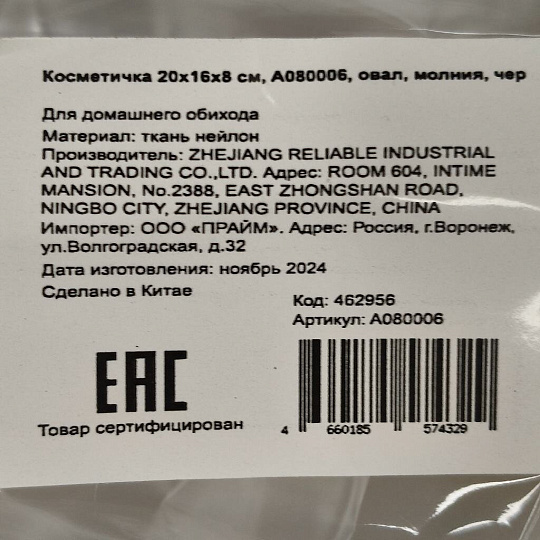 Косметичка 20х16х8 см, А080006, овал, молния, чер
Для домашнего обихода
Материал: ткань нейлон
Производитель: ZHEJIANG RELIABLE INDUSTRIAL
AND TRADING CO.,LTD. Адрес: ROOM 604, INTIME
MANSION, No.2388, EAST ZHONGSHAN ROAD,
NINGBO CITY, ZHEJIANG PROVINCE, CHINA
Импортер: ООО «ПРАЙМ». Адрес: Россия, г.Воронеж,
ул.Волгоградская, д.32
Дата изготовления: ноябрь 2024
Сделано в Китае
Код: 462956
Артикул: А080006
EAC
Товар сертифицирован
4 660185 574329